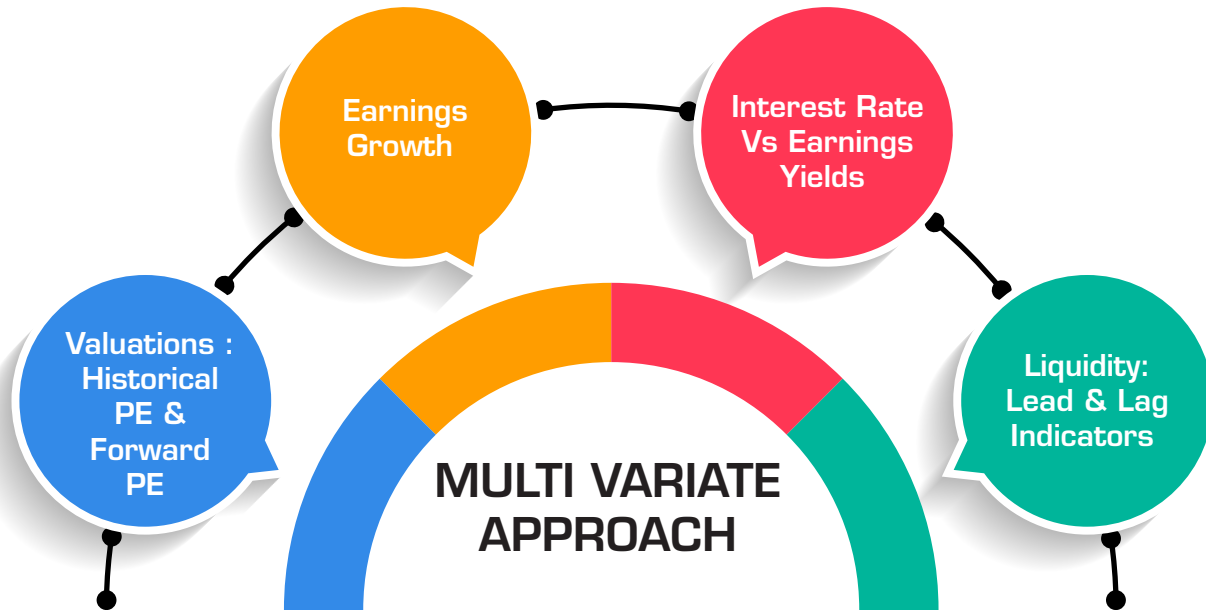 Earnings
Growth
Interest Rate
Vs Earnings
Yields
Valuations :
Historical
PE &
Forward
PE
Liquidity:
Lead & Lag
Indicators
MULTI VARIATE
APPROACH